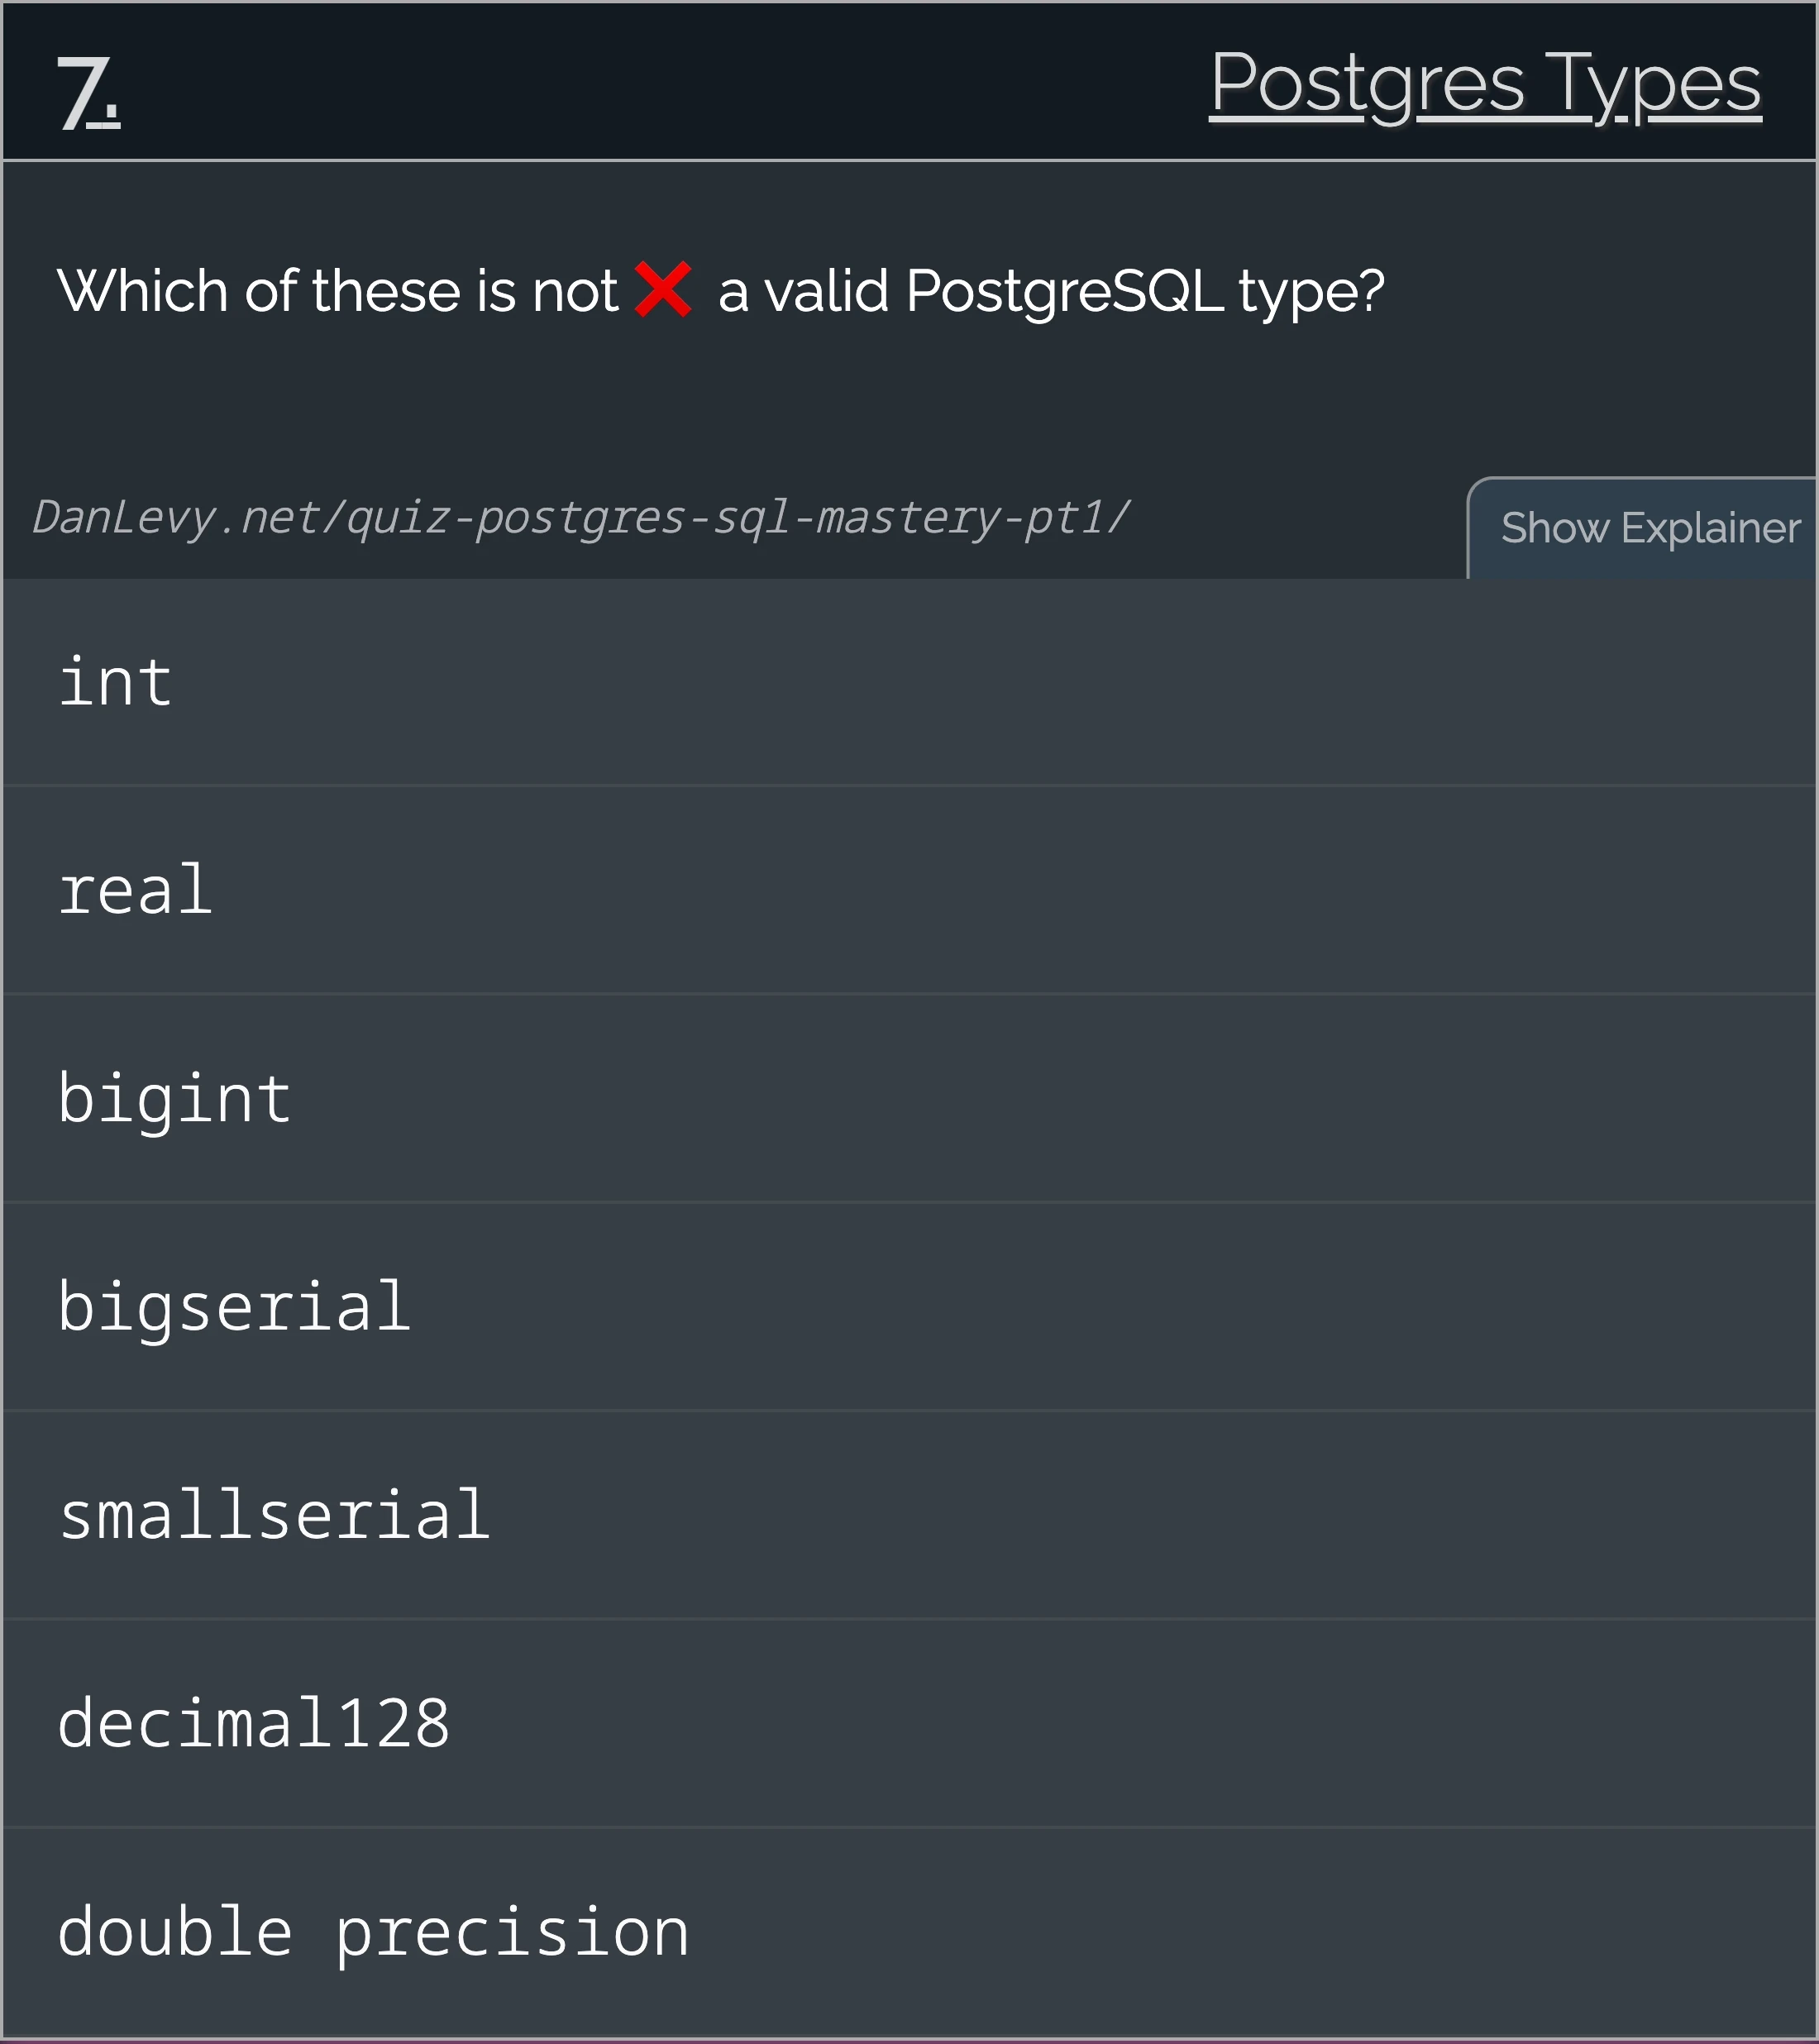 7.
Postgres Types
Which of these is not❌ a valid PostgreSQL type?
DanLevy.net/quiz-postgres-sql-mastery-pt1/
Show Explainer
int
real
bigint
bigserial
smallserial
decimal128
double precision